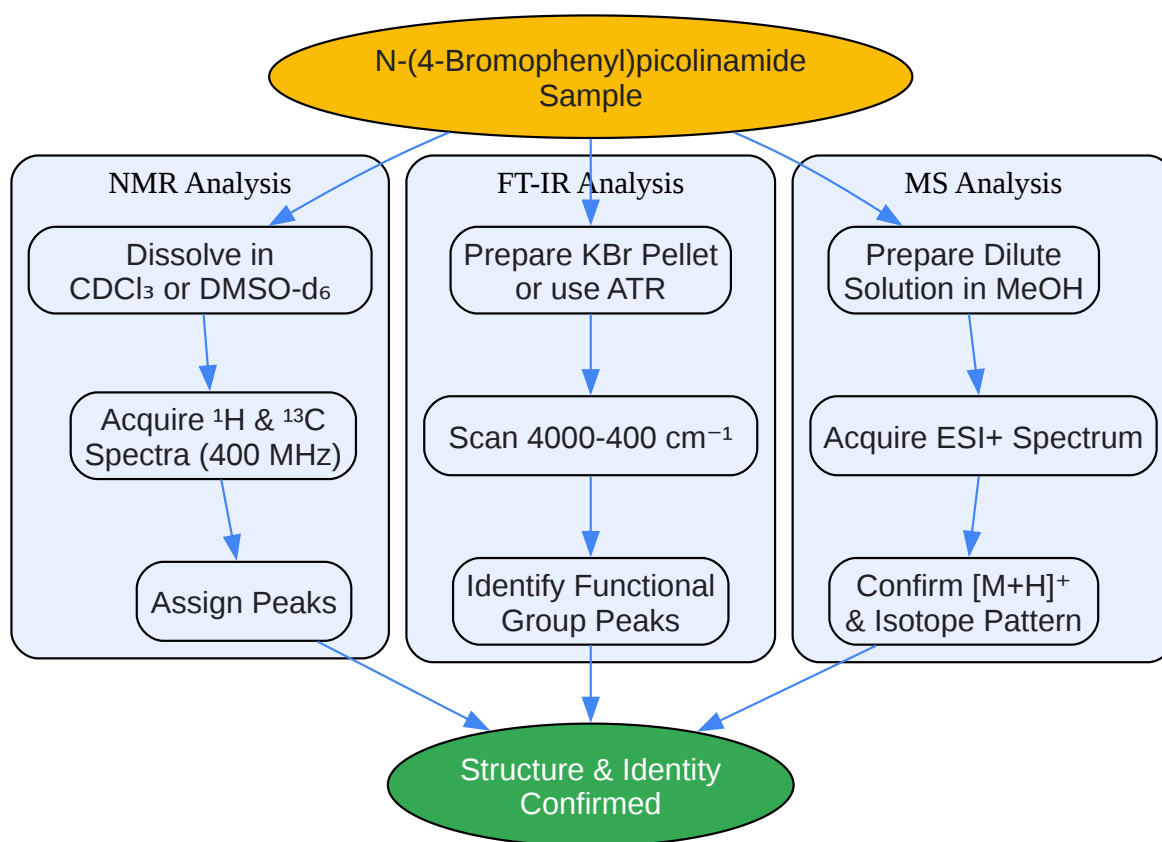 N-(4-Bromophenyl)picolinamide
Sample
NMR Analysis
Dissolve in
CDCl₃ or DMSO-d₆
Acquire ¹H & ¹³C
Spectra (400 MHz)
Assign Peaks
FT-IR Analysis
Prepare KBr Pellet
or use ATR
Scan 4000-400 cm⁻¹
Identify Functional
Group Peaks
MS Analysis
Prepare Dilute
Solution in MeOH
Acquire ESI+ Spectrum
Confirm [M+H]⁺
& Isotope Pattern
Structure & Identity
Confirmed